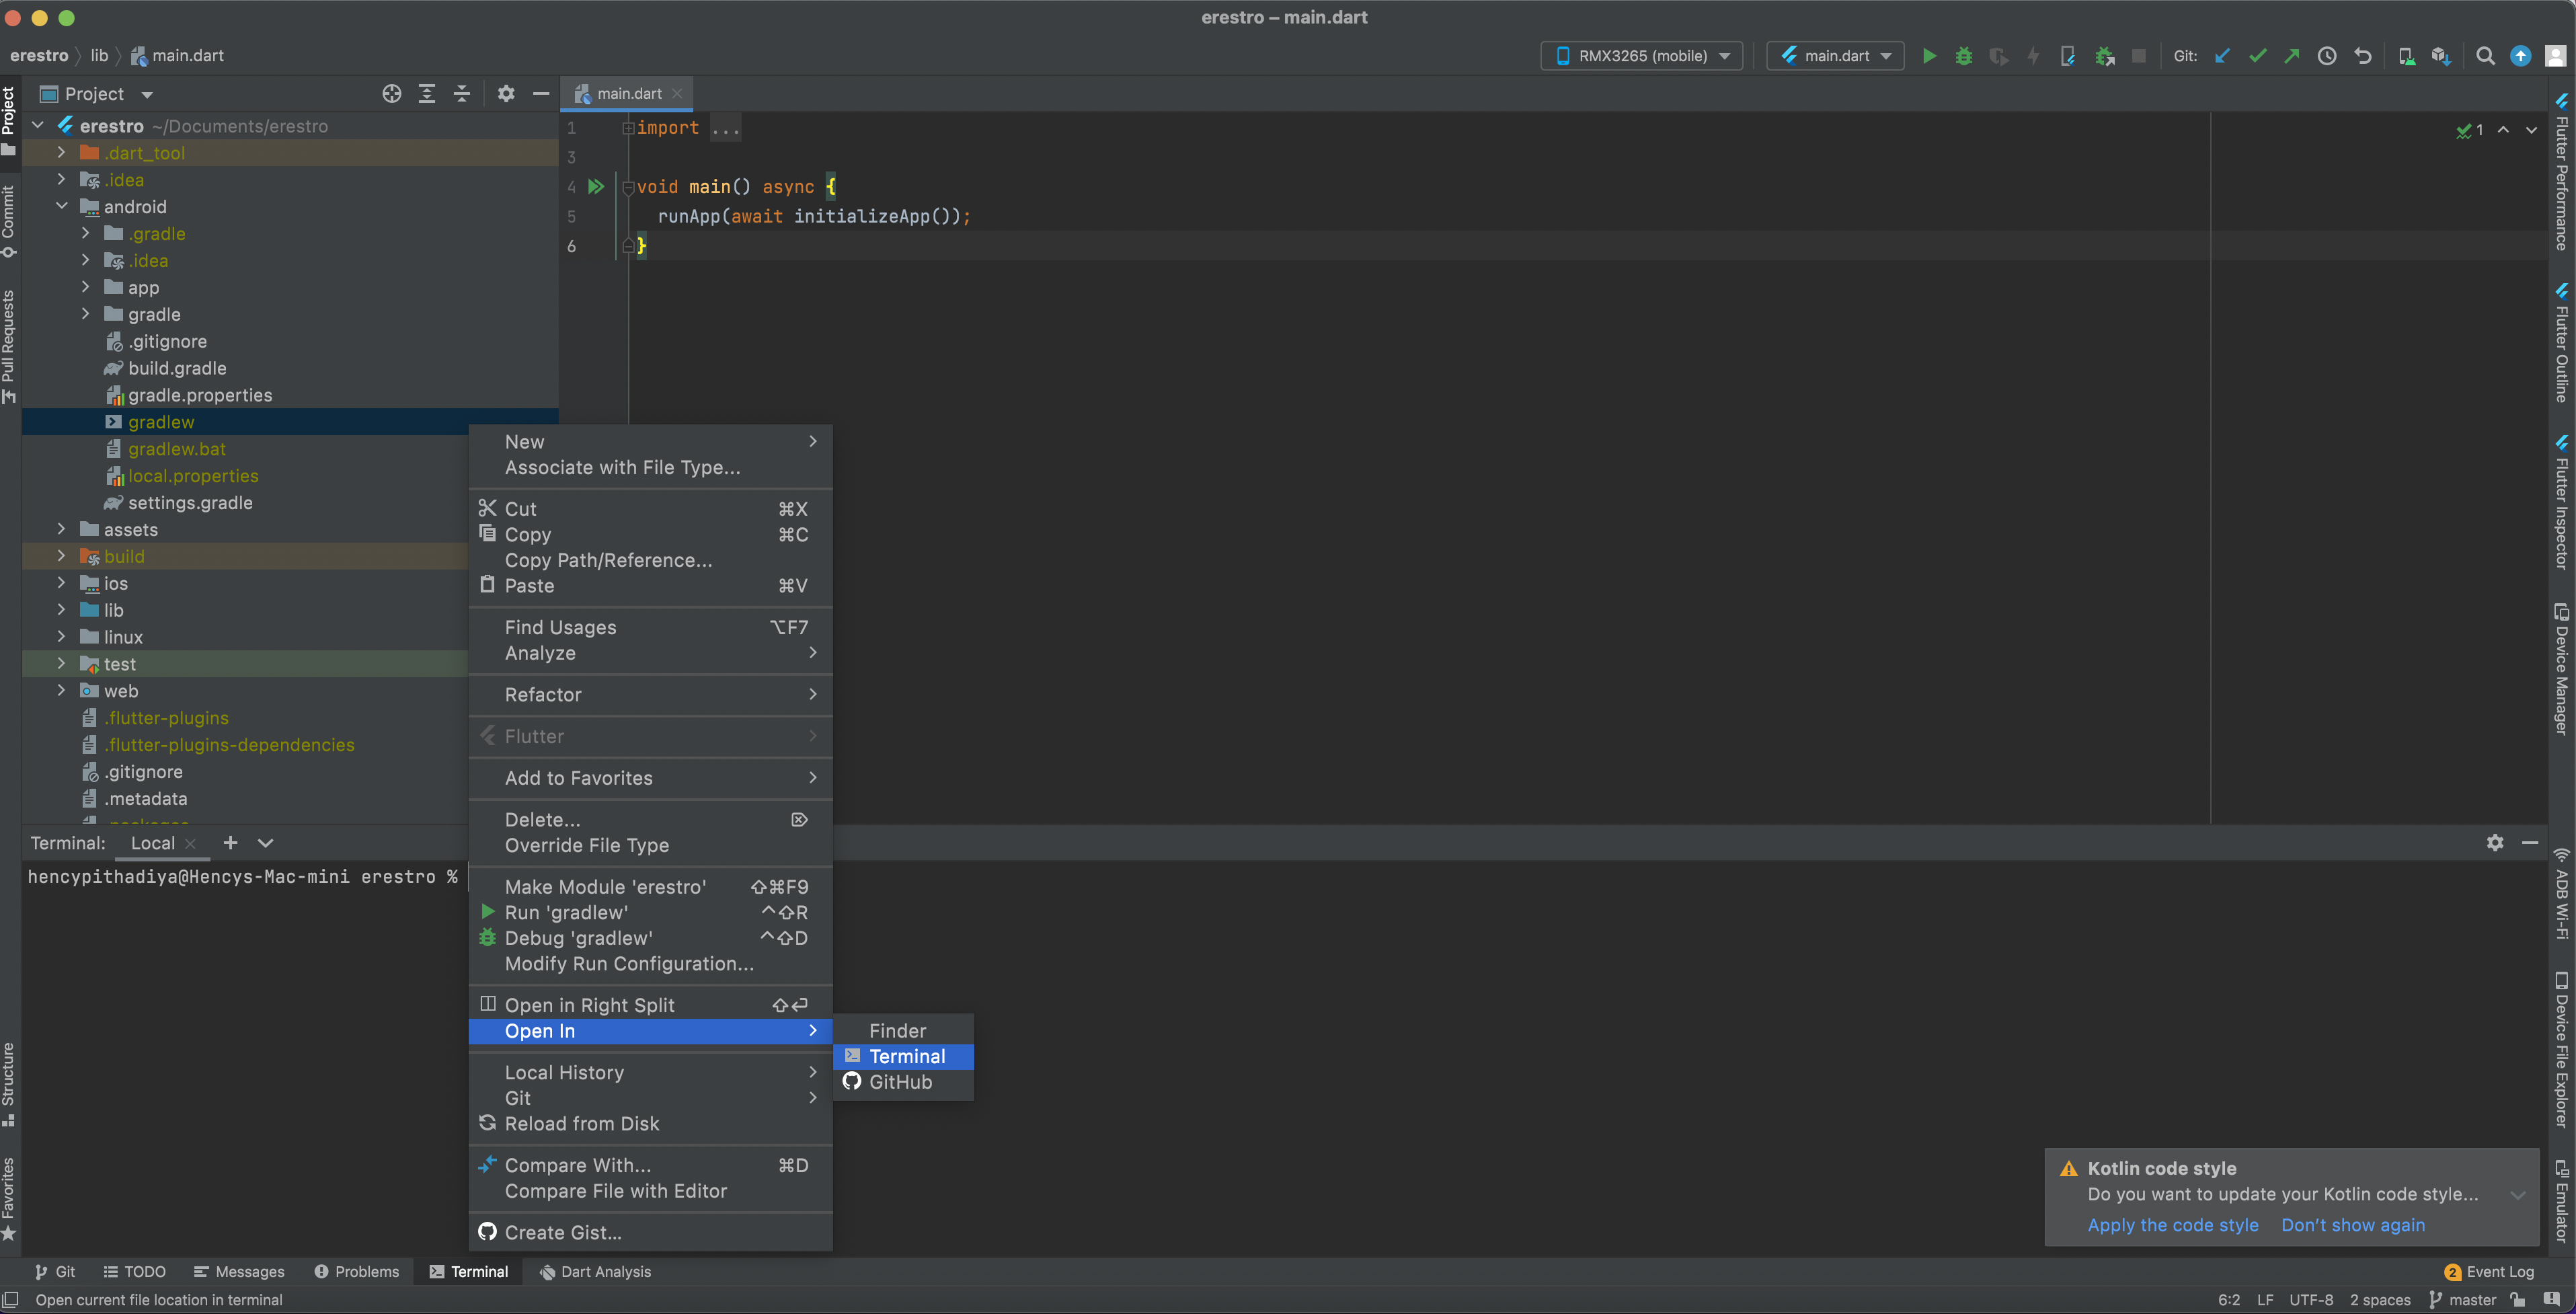 erestro – main.dart
erestro lib main.dart
RMX3265 (mobile) main.dart Git:
Project
main.dart
erestro ~/Documents/erestro
.dart_tool
.idea
android
.gradle
.idea
app
gradle
.gitignore
build.gradle
gradle.properties
gradlew
gradlew.bat
local.properties
settings.gradle
assets
build
ios
lib
linux
test
web
.flutter-plugins
.flutter-plugins-dependencies
.gitignore
.metadata
1 import ...
3
4 void main() async {
5 runApp(await initializeApp());
6 }
1
New
Associate with File Type...
Cut ⌘X
Copy ⌘C
Copy Path/Reference...
Paste ⌘V
Find Usages ⌥F7
Analyze
Refactor
Flutter
Add to Favorites
Delete...
Override File Type
Make Module 'erestro' ⇧⌘F9
Run 'gradlew' ^⇧R
Debug 'gradlew' ^⇧D
Modify Run Configuration...
Open in Right Split ⇧↩
Open In
Local History
Git
Reload from Disk
Compare With... ⌘D
Compare File with Editor
Create Gist...
Finder
Terminal
GitHub
Terminal: Local
hencypithadiya@Hencys-Mac-mini erestro %
Kotlin code style
Do you want to update your Kotlin code style...
Apply the code style Don't show again
Project
Commit
Pull Requests
Structure
Favorites
Flutter Performance
Flutter Outline
Flutter Inspector
Device Manager
ADB Wi-Fi
Device File Explorer
Emulator
Git TODO Messages Problems Terminal Dart Analysis
2 Event Log
Open current file location in terminal
6:2 LF UTF-8 2 spaces master